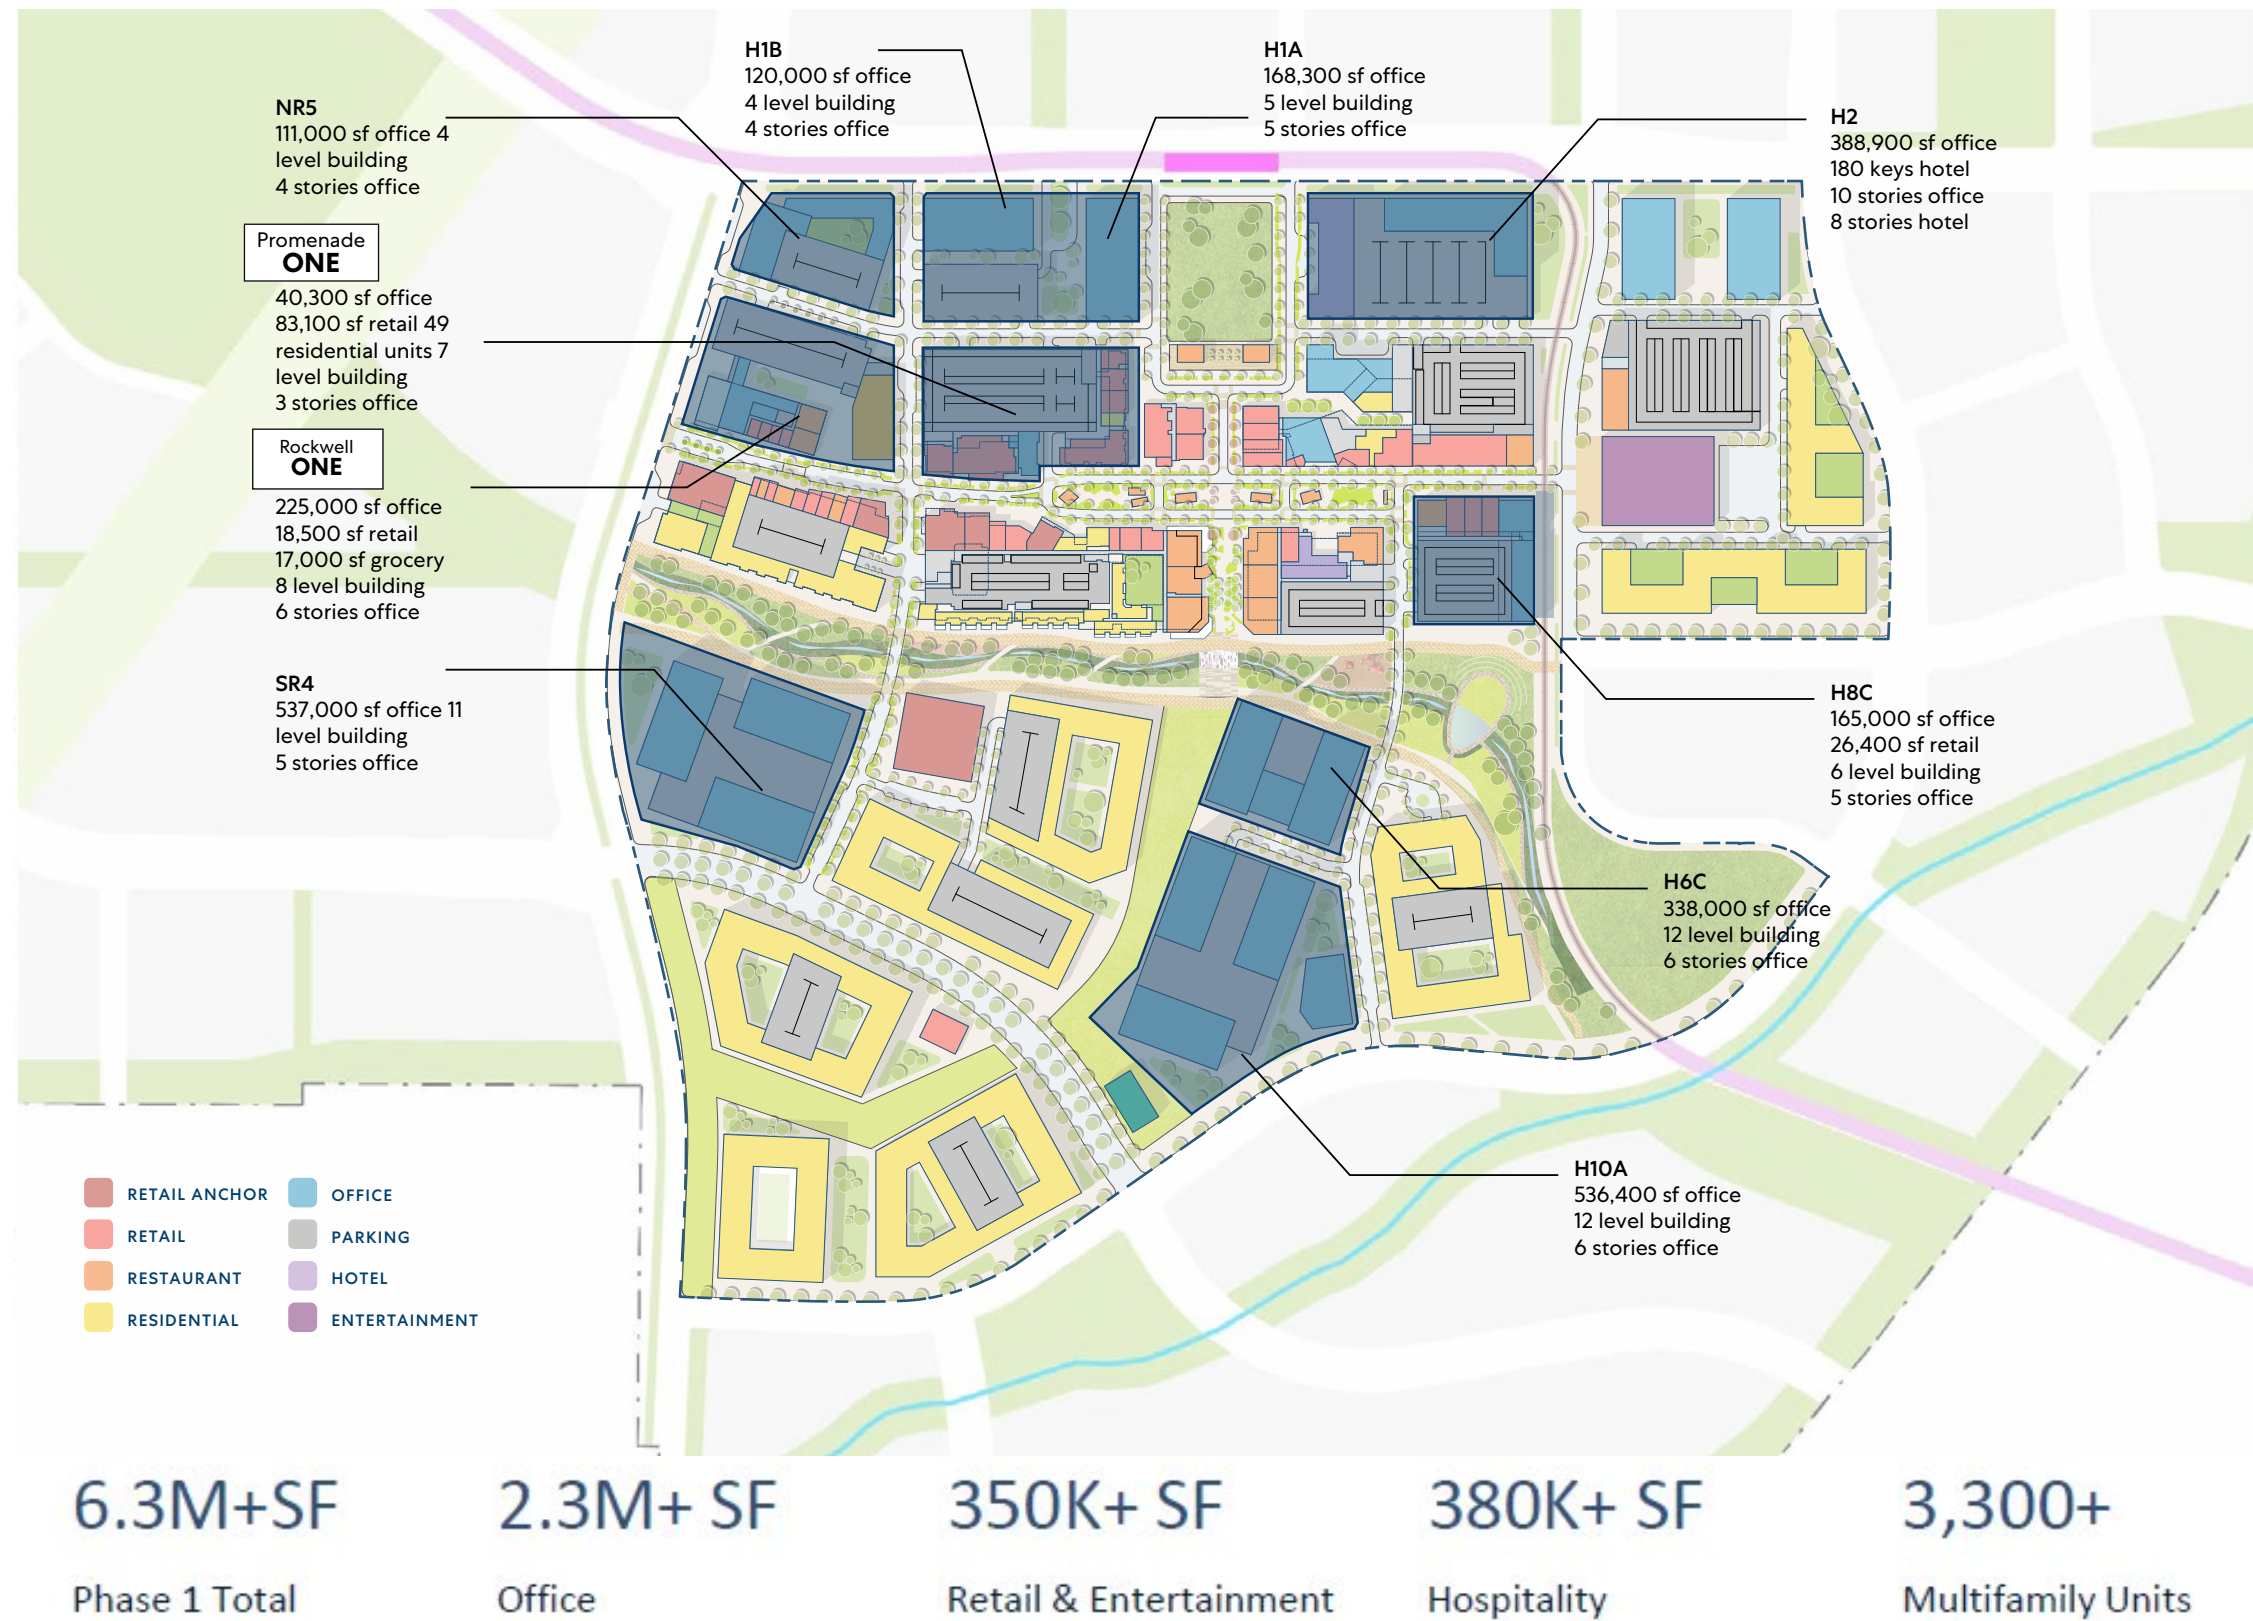 H1B
120,000 sf office
4 level building
4 stories office
H1A
168,300 sf office
5 level building
5 stories office
NR5
111,000 sf office 4
level building
4 stories office
H2
388,900 sf office
180 keys hotel
10 stories office
8 stories hotel
Promenade
ONE
40,300 sf office
83,100 sf retail 49
residential units 7
level building
3 stories office
Rockwell
ONE
225,000 sf office
18,500 sf retail
17,000 sf grocery
8 level building
6 stories office
SR4
537,000 sf office 11
level building
5 stories office
H8C
165,000 sf office
26,400 sf retail
6 level building
5 stories office
H6C
338,000 sf office
12 level building
6 stories office
H10A
536,400 sf office
12 level building
6 stories office
RETAIL ANCHOR
RETAIL
RESTAURANT
RESIDENTIAL
OFFICE
PARKING
HOTEL
ENTERTAINMENT
6.3M+SF
Phase 1 Total
2.3M+ SF
Office
350K+ SF
Retail & Entertainment
380K+ SF
Hospitality
3,300+
Multifamily Units